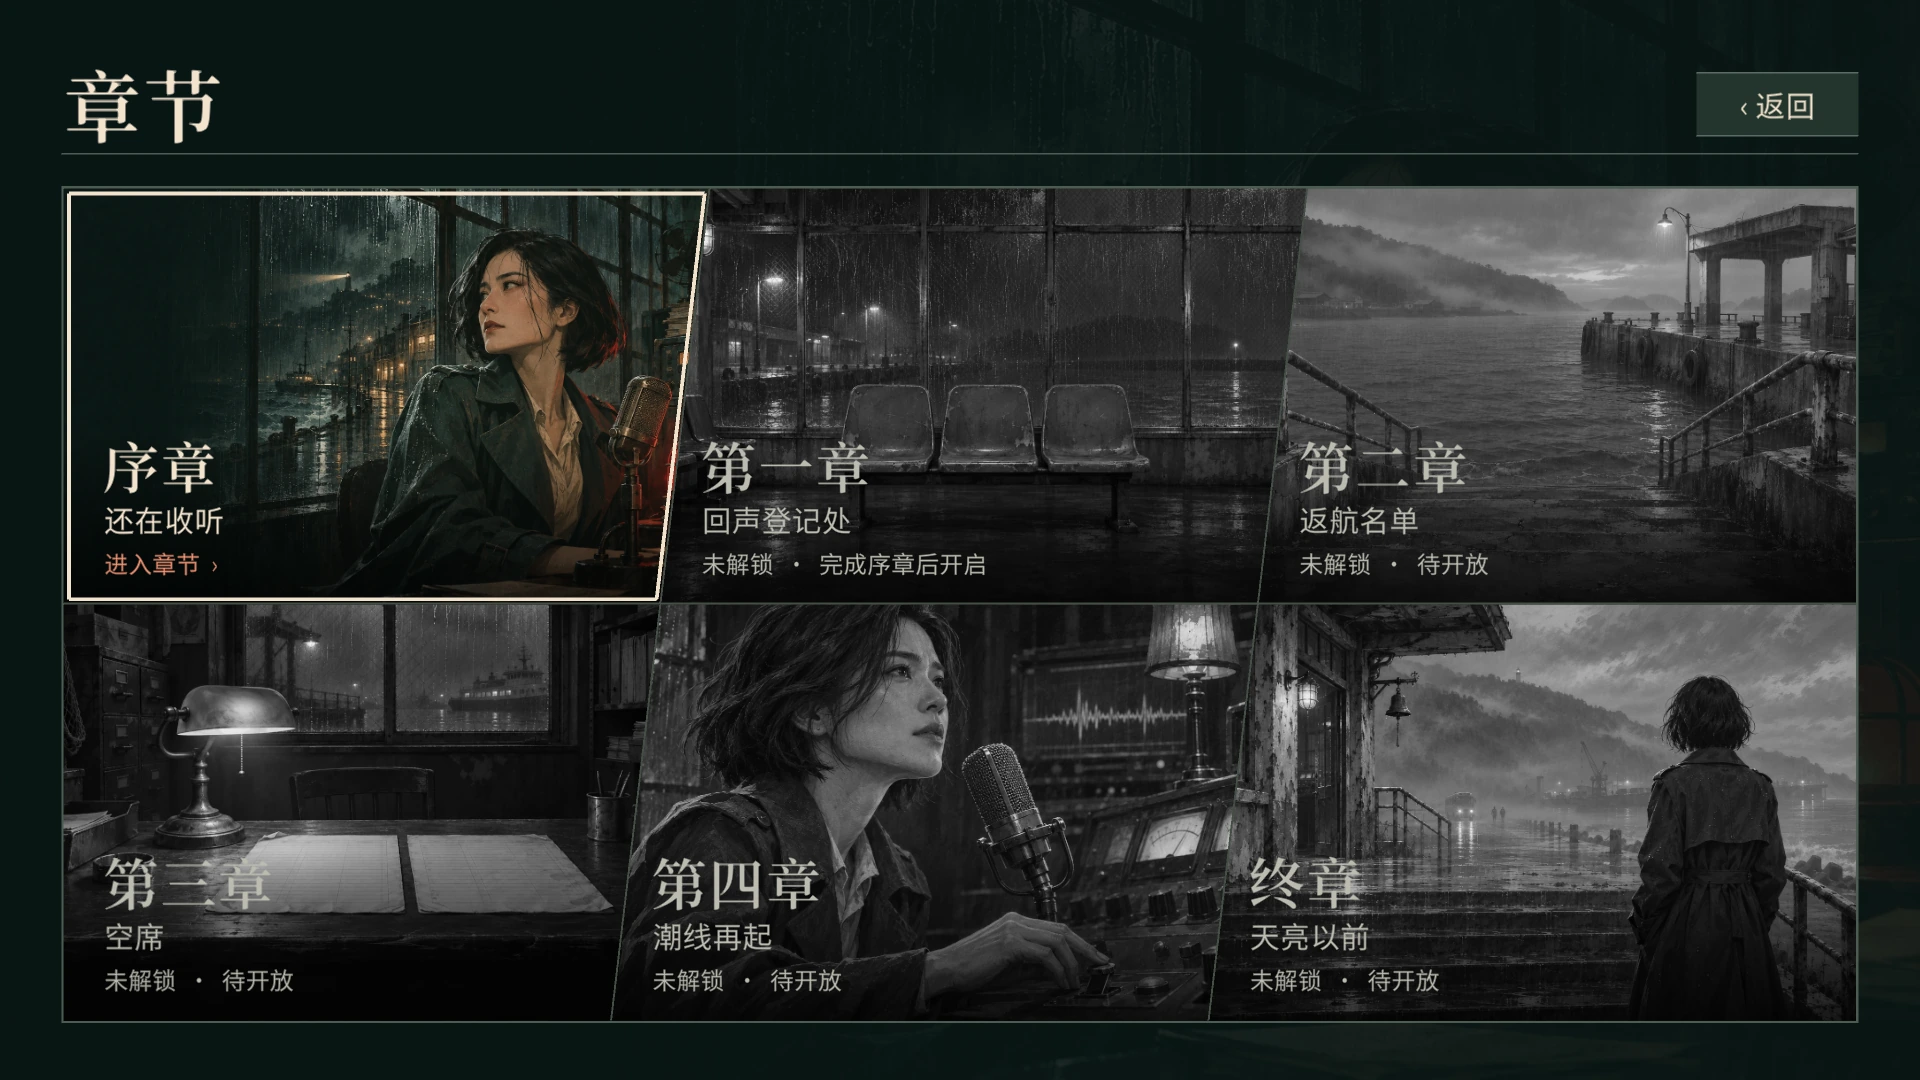 章节
‹ 返回
序章
还在收听
进入章节 ›
第一章
回声登记处
未解锁 · 完成序章后开启
第二章
返航名单
未解锁 · 待开放
第三章
空席
未解锁 · 待开放
第四章
潮线再起
未解锁 · 待开放
终章
天亮以前
未解锁 · 待开放